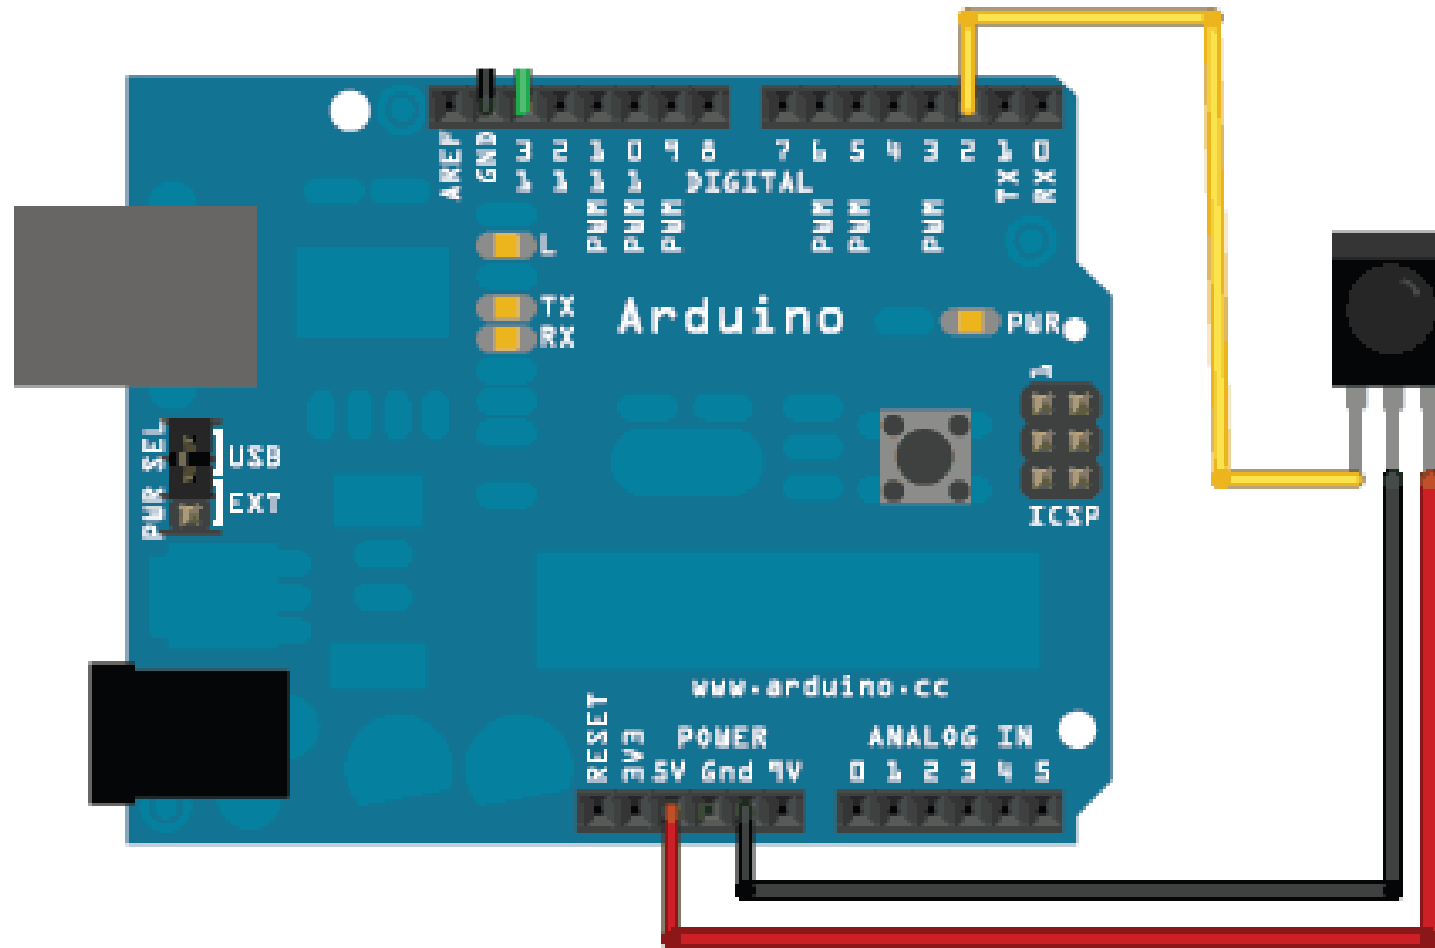 AREF GND 13 12 11 10 9 8 7 6 5 4 3 2 1 0
DIGITAL
PWM PWM PWM PWM PWM PWM TX RX
L
TX
RX
Arduino
PWR
1
PWR SEL
USB
EXT
ICSP
www.arduino.cc
POWER
ANALOG IN
RESET 3V3 5V Gnd 9V 0 1 2 3 4 5